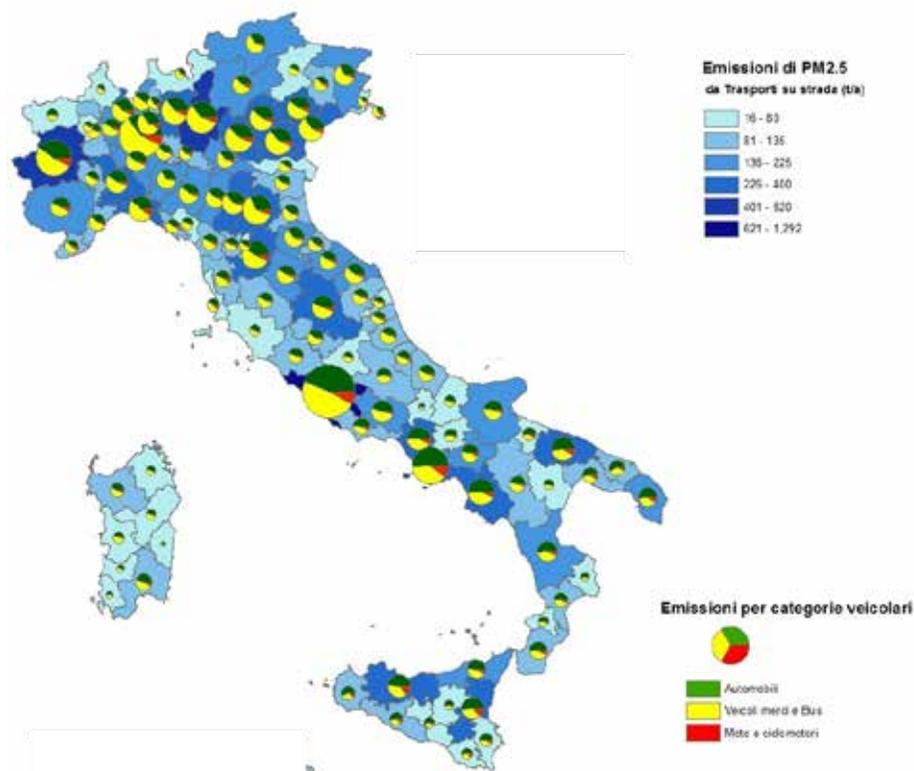 Emissioni di PM2.5
da Trasporti su strada (t/a)
16 - 80
81 - 135
136 - 225
226 - 400
401 - 620
621 - 1,292
Emissioni per categorie veicolari
Automobili
Veicoli merci e Bus
Moto e ciclomotori